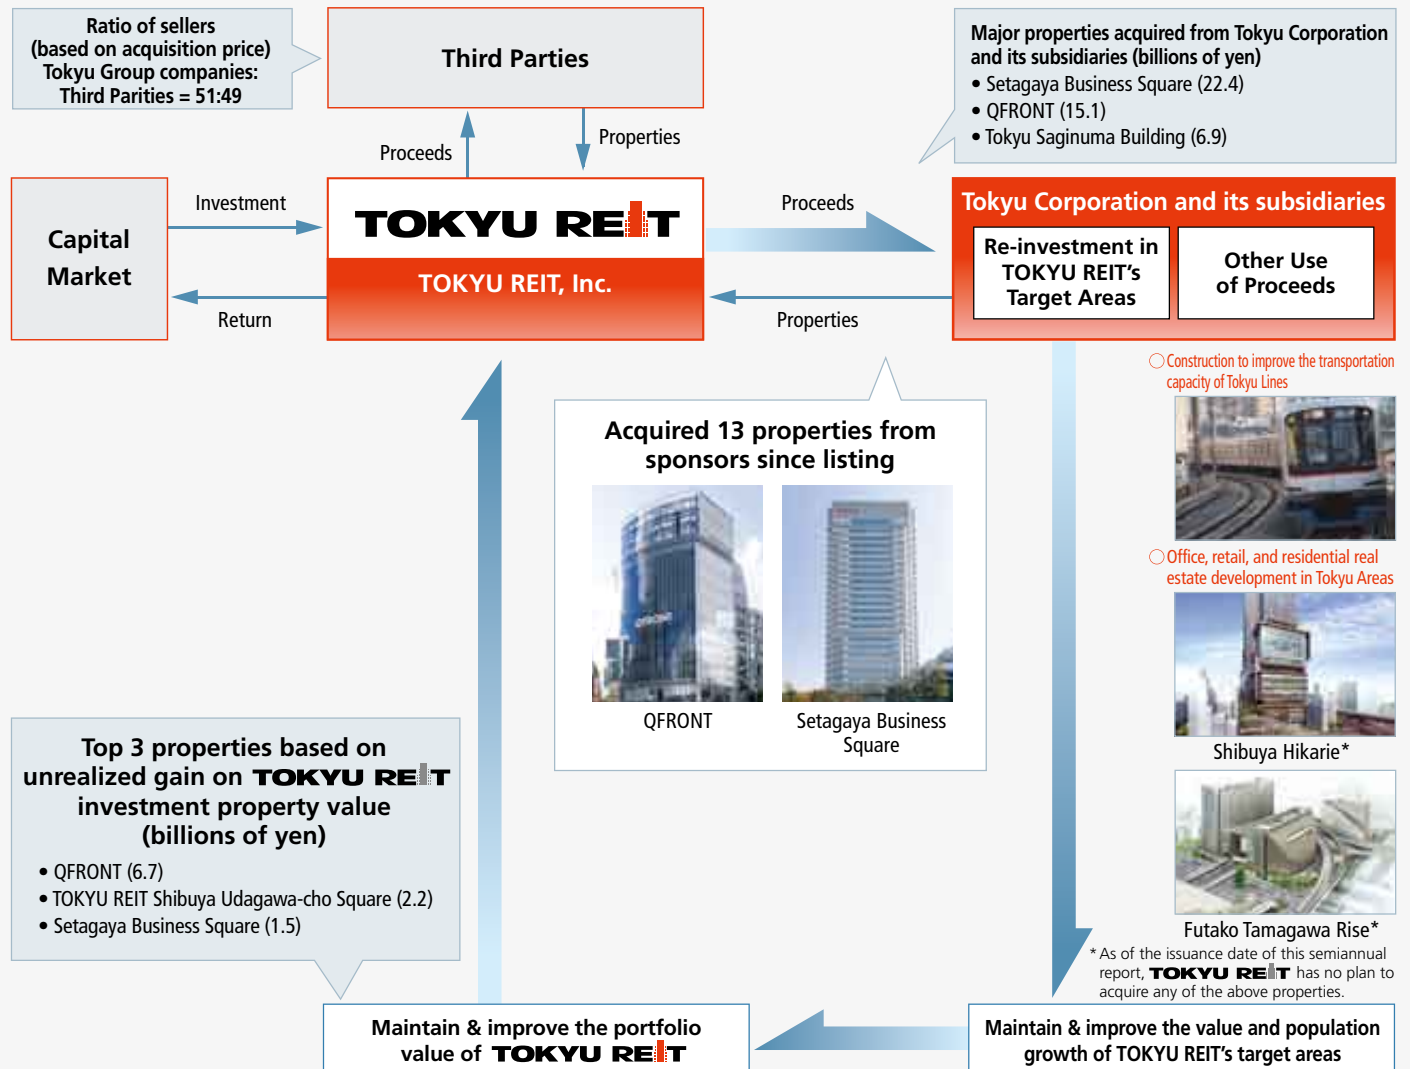 Ratio of sellers
(based on acquisition price)
Tokyu Group companies:
Third Parities = 51:49
Third Parties
Major properties acquired from Tokyu Corporation
and its subsidiaries (billions of yen)
• Setagaya Business Square (22.4)
• QFRONT (15.1)
• Tokyu Saginuma Building (6.9)
Proceeds
Properties
Capital
Market
Investment
Return
TOKYU REIT
TOKYU REIT, Inc.
Proceeds
Properties
Tokyu Corporation and its subsidiaries
Re-investment in
TOKYU REIT's
Target Areas
Other Use
of Proceeds
Construction to improve the transportation
capacity of Tokyu Lines
Office, retail, and residential real
estate development in Tokyu Areas
Shibuya Hikarie*
Futako Tamagawa Rise*
* As of the issuance date of this semiannual
report, TOKYU REIT has no plan to
acquire any of the above properties.
Acquired 13 properties from
sponsors since listing
QFRONT
Setagaya Business
Square
Top 3 properties based on
unrealized gain on TOKYU REIT
investment property value
(billions of yen)
• QFRONT (6.7)
• TOKYU REIT Shibuya Udagawa-cho Square (2.2)
• Setagaya Business Square (1.5)
Maintain & improve the portfolio
value of TOKYU REIT
Maintain & improve the value and population
growth of TOKYU REIT's target areas